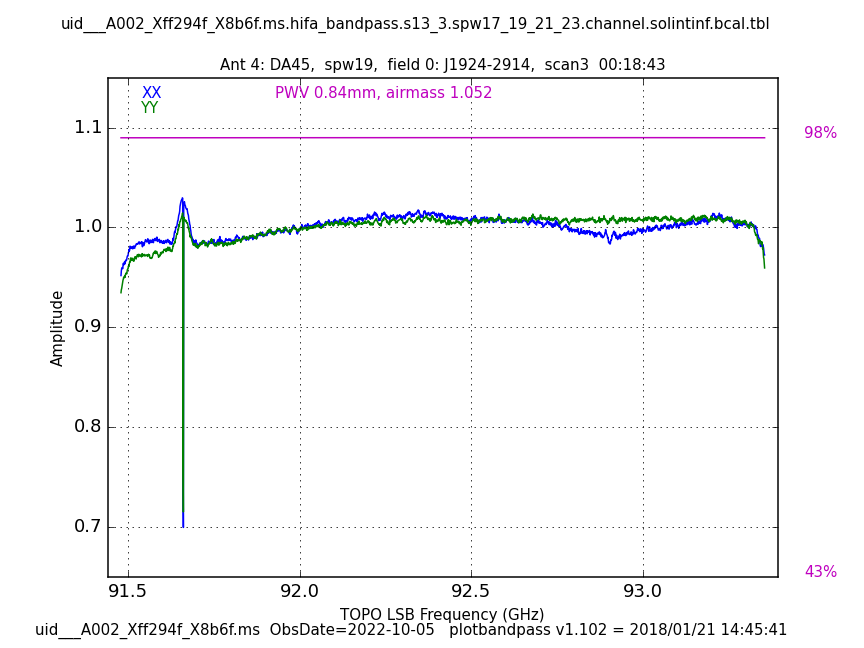 uid___A002_Xff294f_X8b6f.ms.hifa_bandpass.s13_3.spw17_19_21_23.channel.solintinf.bcal.tbl
Ant 4: DA45,  spw19,  field 0: J1924-2914,  scan3  00:18:43
XX
PWV 0.84mm, airmass 1.052
YY
1.1
98%
1.0
0.9
Amplitude
0.8
0.7
43%
91.5 92.0 92.5 93.0
TOPO LSB Frequency (GHz)
uid___A002_Xff294f_X8b6f.ms  ObsDate=2022-10-05   plotbandpass v1.102 = 2018/01/21 14:45:41